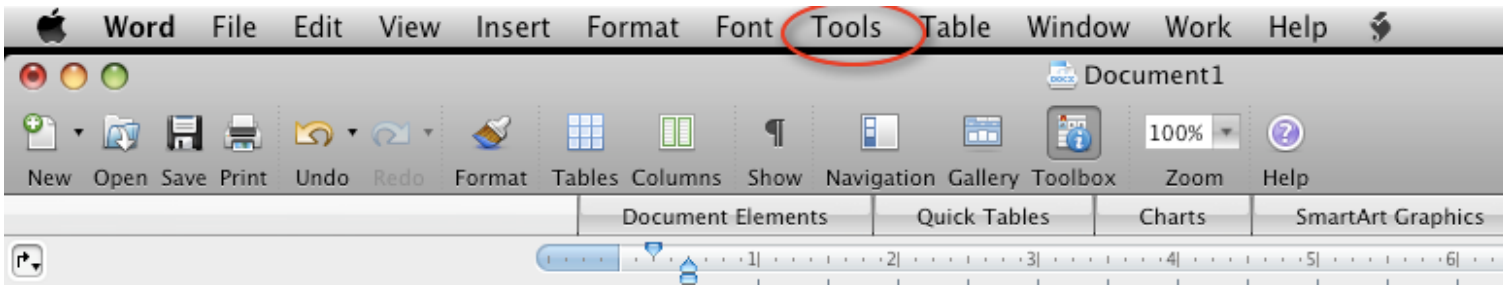 Word File Edit View Insert Format Font Tools Table Window Work Help
DOCX Document1
100% ?
New Open Save Print Undo Redo Format Tables Columns Show Navigation Gallery Toolbox Zoom Help
Document Elements Quick Tables Charts SmartArt Graphics
1 2 3 4 5 6